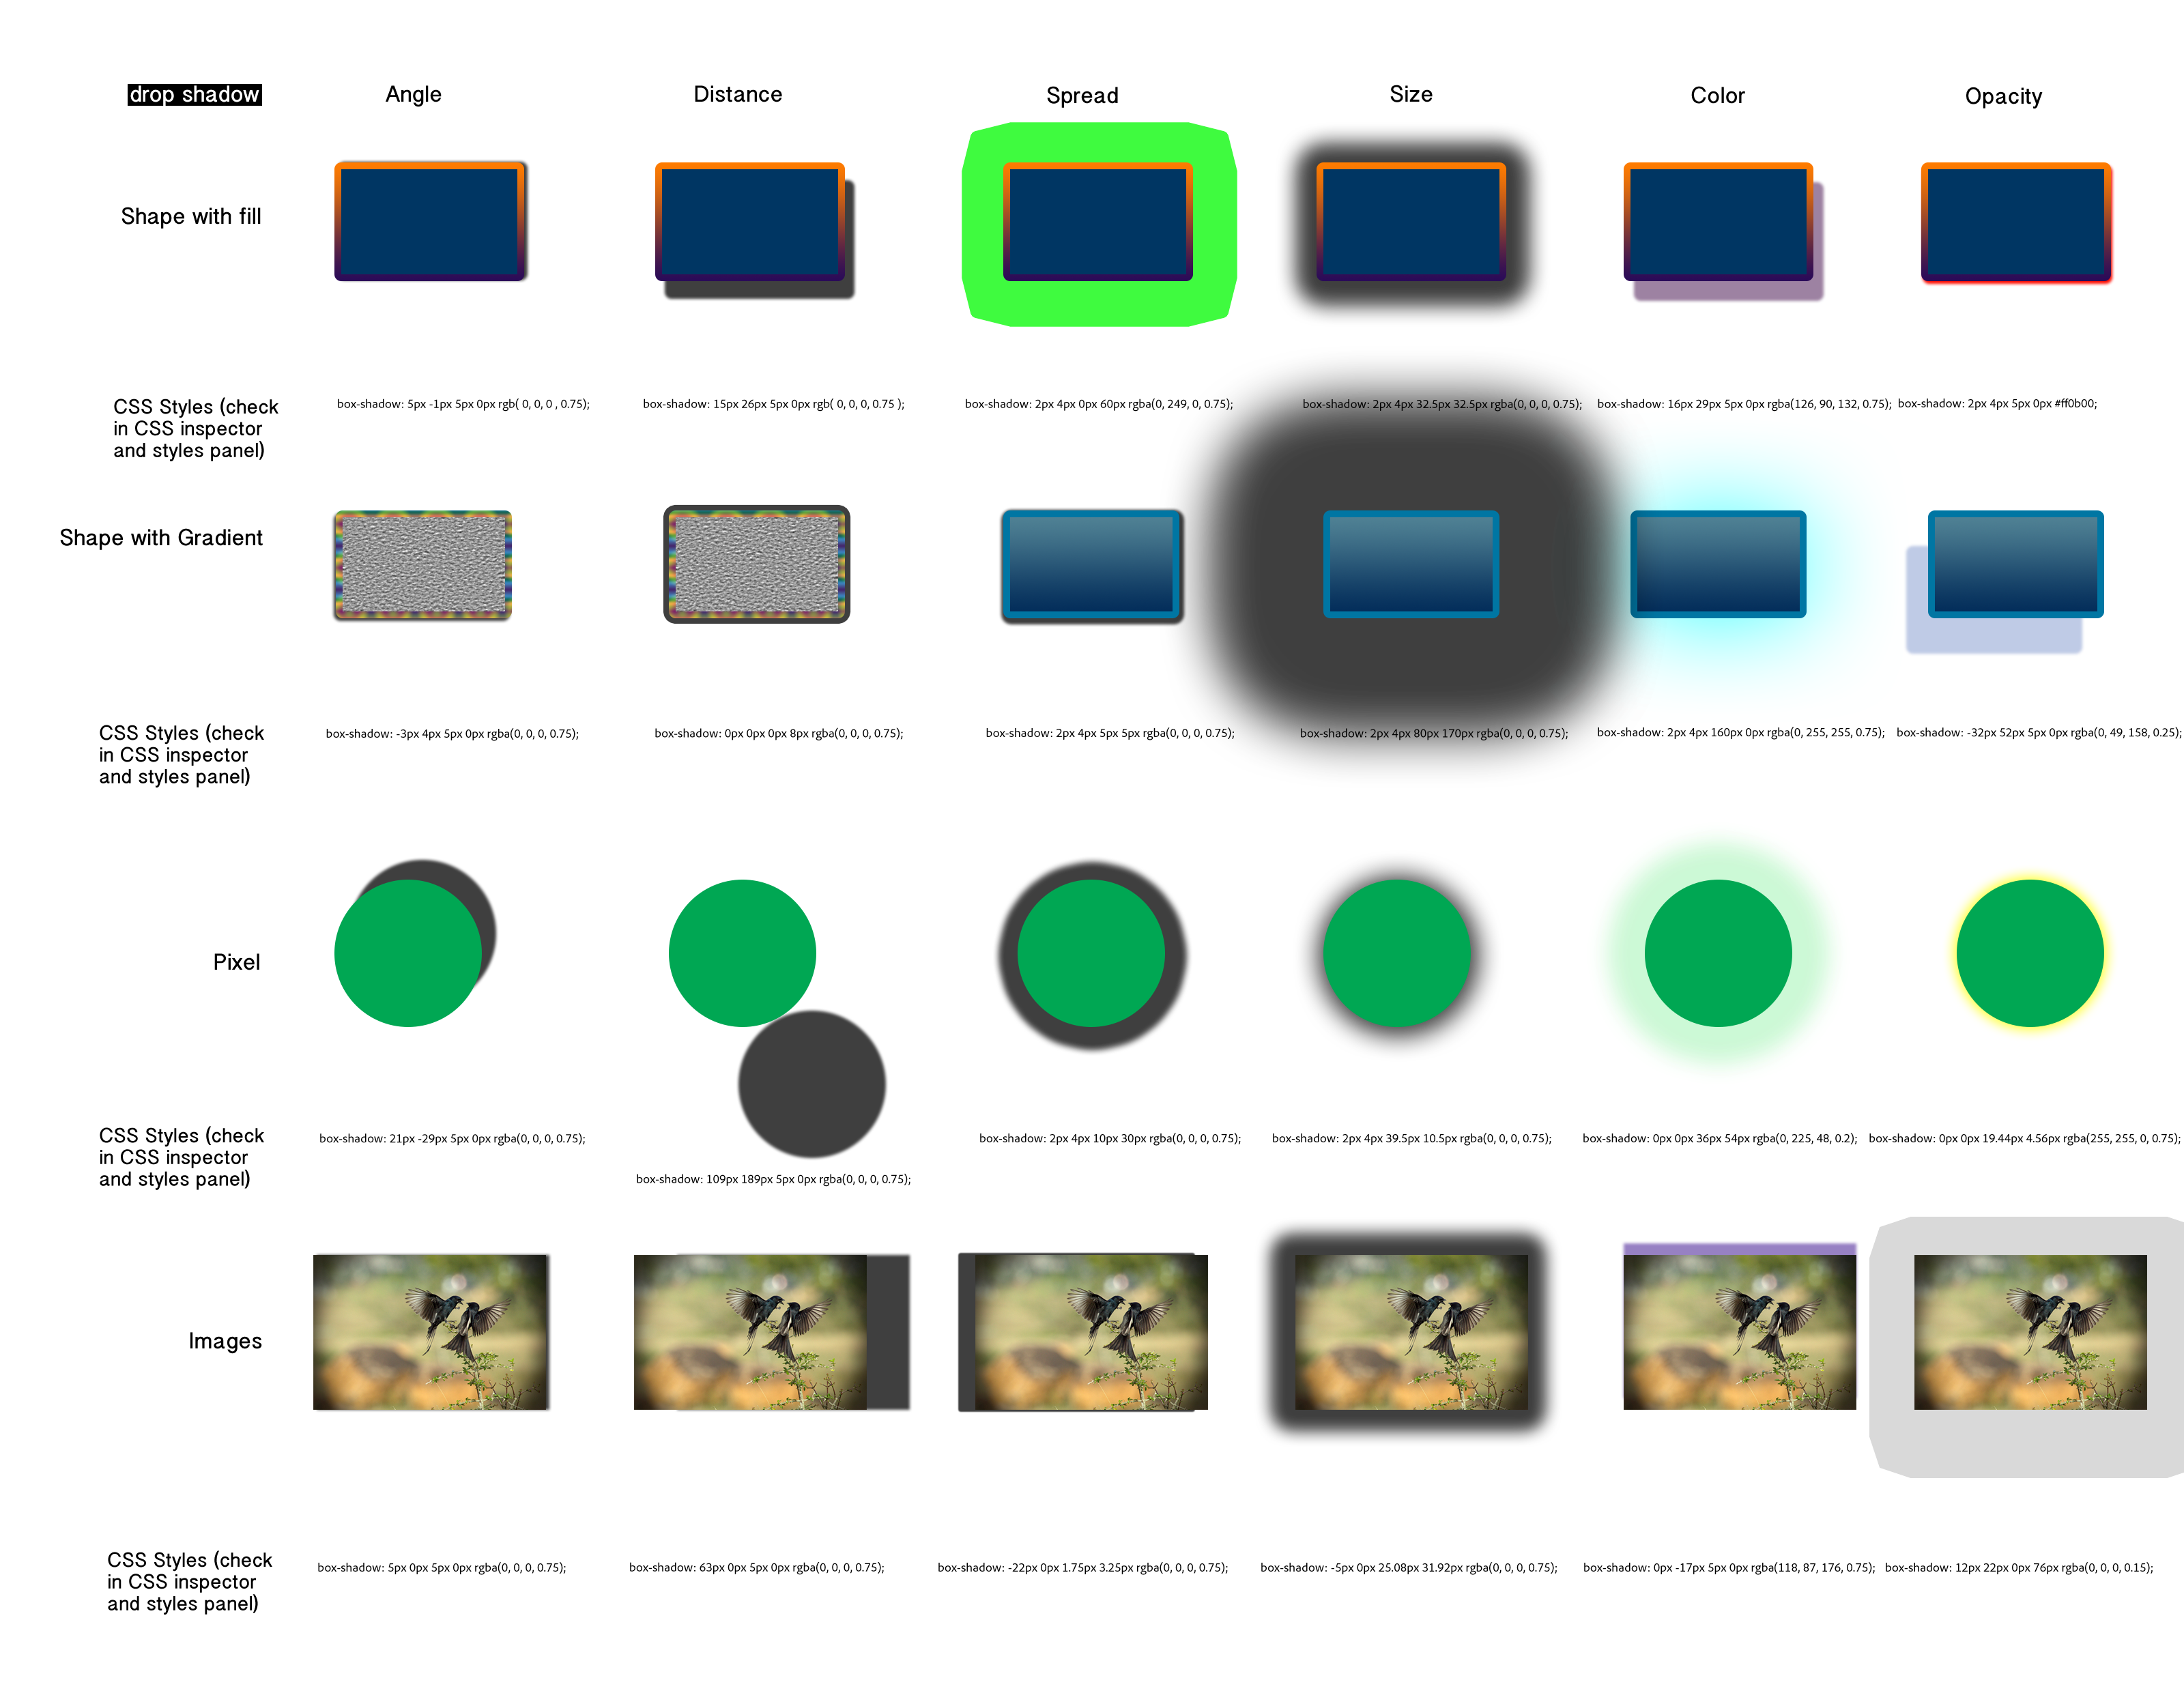 drop shadow
Angle
Distance
Spread
Size
Color
Opacity
Shape with fill
CSS Styles (check
in CSS inspector
and styles panel)
box-shadow: 5px -1px 5px 0px rgb( 0, 0, 0 , 0.75);
box-shadow: 15px 26px 5px 0px rgb( 0, 0, 0, 0.75 );
box-shadow: 2px 4px 0px 60px rgba(0, 249, 0, 0.75);
box-shadow: 2px 4px 32.5px 32.5px rgba(0, 0, 0, 0.75);
box-shadow: 16px 29px 5px 0px rgba(126, 90, 132, 0.75);
box-shadow: 2px 4px 5px 0px #ff0b00;
Shape with Gradient
CSS Styles (check
in CSS inspector
and styles panel)
box-shadow: -3px 4px 5px 0px rgba(0, 0, 0, 0.75);
box-shadow: 0px 0px 0px 8px rgba(0, 0, 0, 0.75);
box-shadow: 2px 4px 5px 5px rgba(0, 0, 0, 0.75);
box-shadow: 2px 4px 80px 170px rgba(0, 0, 0, 0.75);
box-shadow: 2px 4px 160px 0px rgba(0, 255, 255, 0.75);
box-shadow: -32px 52px 5px 0px rgba(0, 49, 158, 0.25);
Pixel
CSS Styles (check
in CSS inspector
and styles panel)
box-shadow: 21px -29px 5px 0px rgba(0, 0, 0, 0.75);
box-shadow: 109px 189px 5px 0px rgba(0, 0, 0, 0.75);
box-shadow: 2px 4px 10px 30px rgba(0, 0, 0, 0.75);
box-shadow: 2px 4px 39.5px 10.5px rgba(0, 0, 0, 0.75);
box-shadow: 0px 0px 36px 54px rgba(0, 225, 48, 0.2);
box-shadow: 0px 0px 19.44px 4.56px rgba(255, 255, 0, 0.75);
Images
CSS Styles (check
in CSS inspector
and styles panel)
box-shadow: 5px 0px 5px 0px rgba(0, 0, 0, 0.75);
box-shadow: 63px 0px 5px 0px rgba(0, 0, 0, 0.75);
box-shadow: -22px 0px 1.75px 3.25px rgba(0, 0, 0, 0.75);
box-shadow: -5px 0px 25.08px 31.92px rgba(0, 0, 0, 0.75);
box-shadow: 0px -17px 5px 0px rgba(118, 87, 176, 0.75);
box-shadow: 12px 22px 0px 76px rgba(0, 0, 0, 0.15);